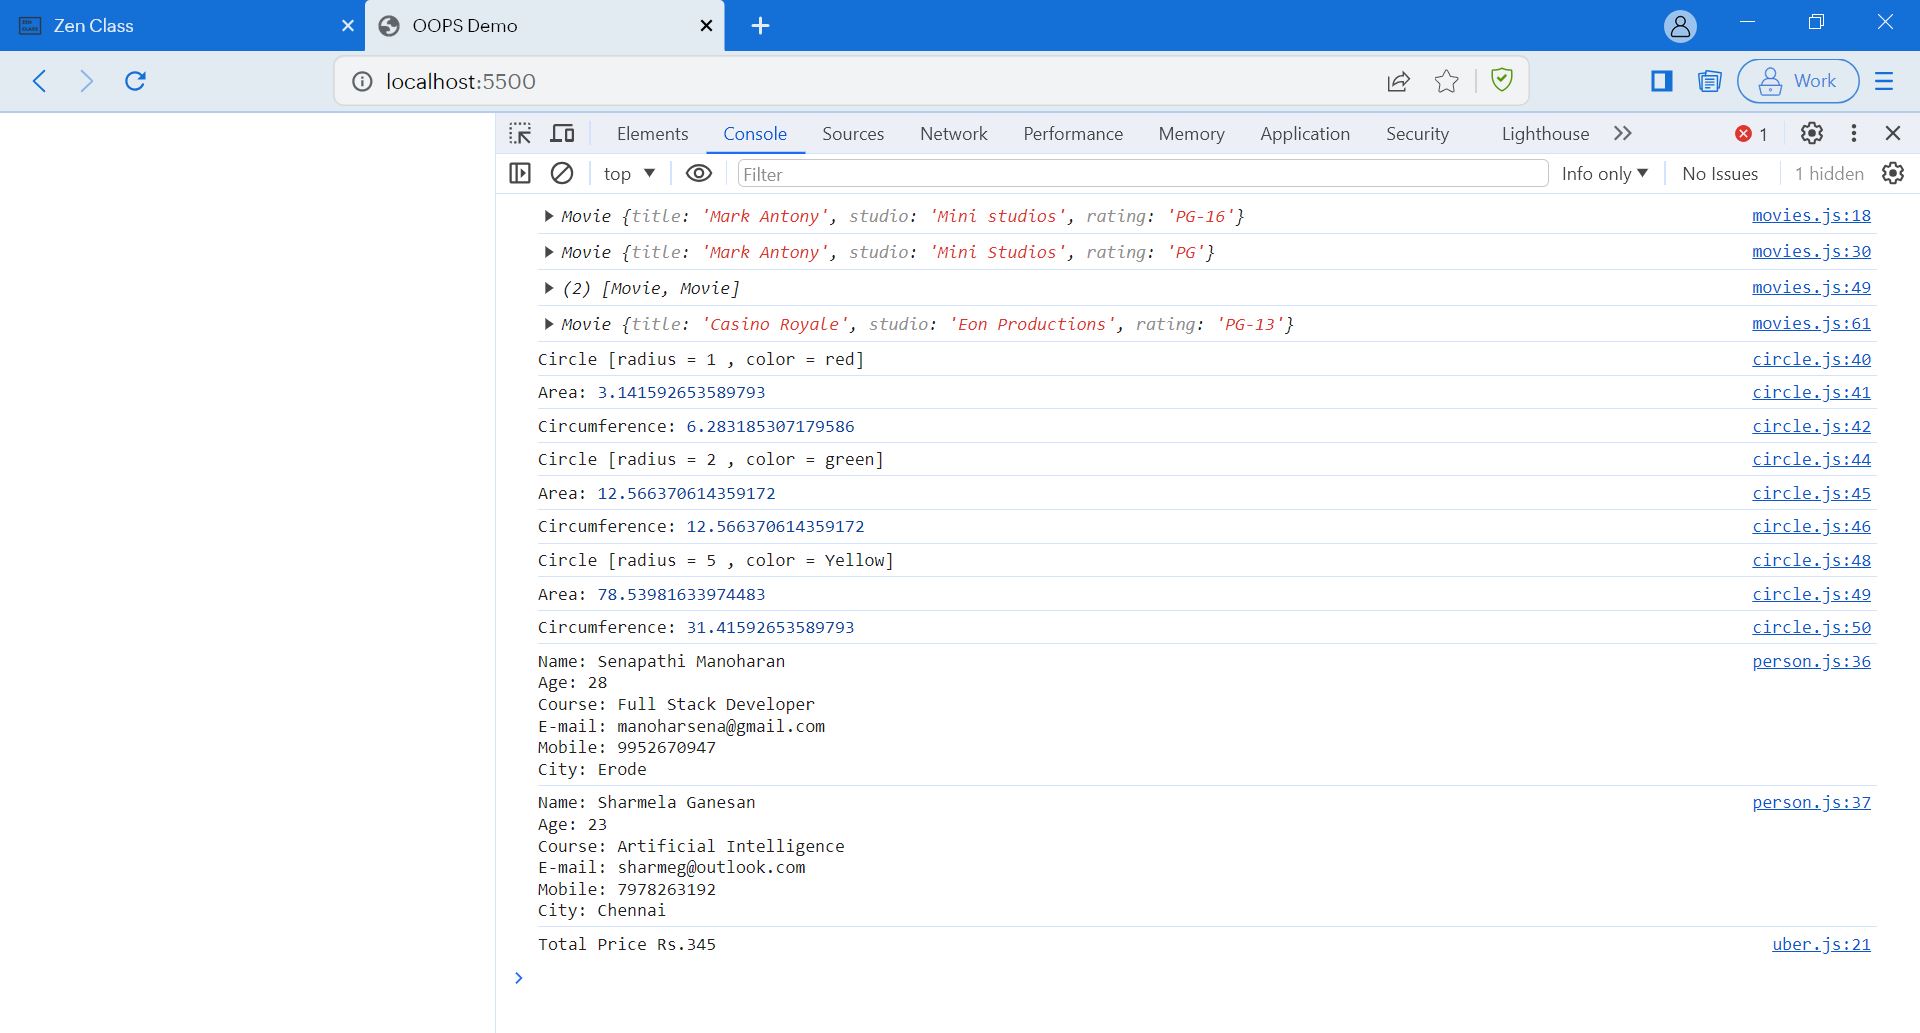 Zen Class
OOPS Demo
localhost:5500
Work
Elements Console Sources Network Performance Memory Application Security Lighthouse 1
top Filter Info only No Issues 1 hidden
Movie {title: 'Mark Antony', studio: 'Mini studios', rating: 'PG-16'} movies.js:18
Movie {title: 'Mark Antony', studio: 'Mini Studios', rating: 'PG'} movies.js:30
(2) [Movie, Movie] movies.js:49
Movie {title: 'Casino Royale', studio: 'Eon Productions', rating: 'PG-13'} movies.js:61
Circle [radius = 1 , color = red] circle.js:40
Area: 3.141592653589793 circle.js:41
Circumference: 6.283185307179586 circle.js:42
Circle [radius = 2 , color = green] circle.js:44
Area: 12.566370614359172 circle.js:45
Circumference: 12.566370614359172 circle.js:46
Circle [radius = 5 , color = Yellow] circle.js:48
Area: 78.53981633974483 circle.js:49
Circumference: 31.41592653589793 circle.js:50
Name: Senapathi Manoharan person.js:36
Age: 28
Course: Full Stack Developer
E-mail: manoharsena@gmail.com
Mobile: 9952670947
City: Erode
Name: Sharmela Ganesan person.js:37
Age: 23
Course: Artificial Intelligence
E-mail: sharmeg@outlook.com
Mobile: 7978263192
City: Chennai
Total Price Rs.345 uber.js:21